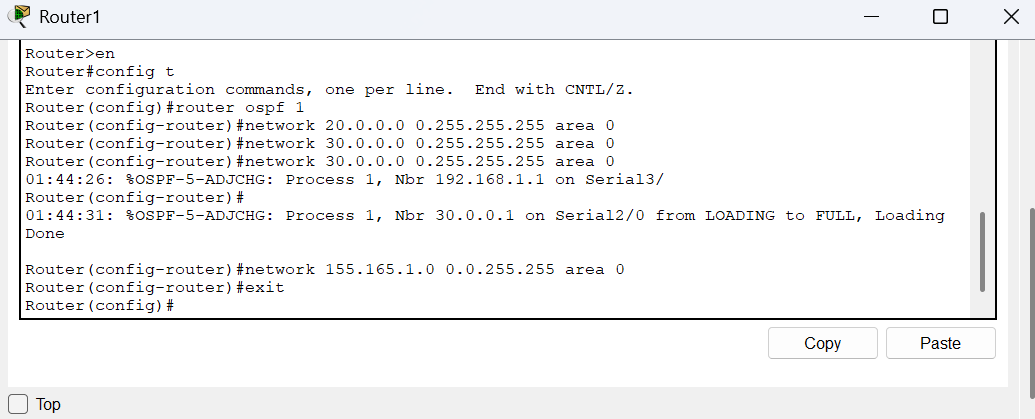 Router1
Router>en
Router#config t
Enter configuration commands, one per line.  End with CNTL/Z.
Router(config)#router ospf 1
Router(config-router)#network 20.0.0.0 0.255.255.255 area 0
Router(config-router)#network 30.0.0.0 0.255.255.255 area 0
Router(config-router)#network 30.0.0.0 0.255.255.255 area 0
01:44:26: %OSPF-5-ADJCHG: Process 1, Nbr 192.168.1.1 on Serial3/
Router(config-router)#
01:44:31: %OSPF-5-ADJCHG: Process 1, Nbr 30.0.0.1 on Serial2/0 from LOADING to FULL, Loading
Done
Router(config-router)#network 155.165.1.0 0.0.255.255 area 0
Router(config-router)#exit
Router(config)#
Copy
Paste
Top